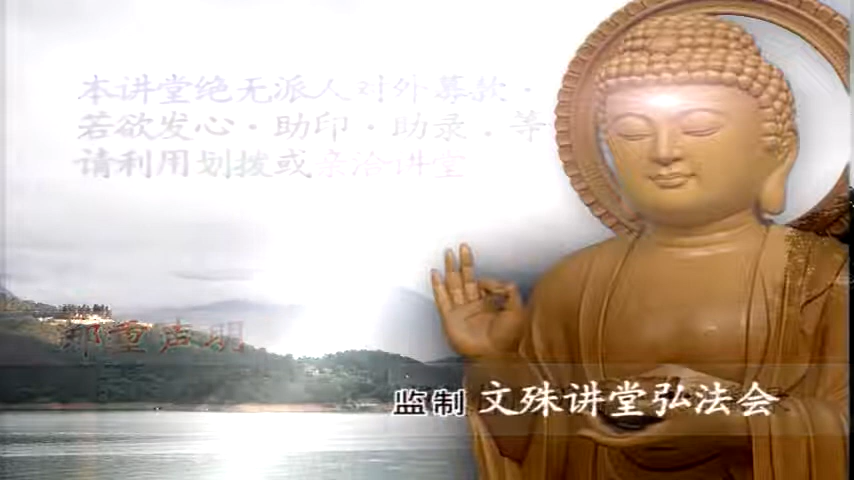 本讲堂绝无派人对外募款·
若欲发心·助印·助录·等
请利用划拨或亲洽讲堂
郑重声明
监制 文殊讲堂弘法会